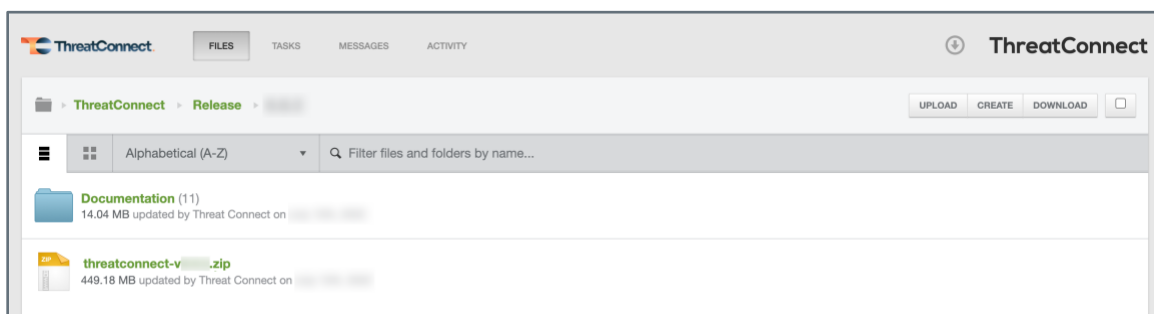 ThreatConnect
FILES
TASKS
MESSAGES
ACTIVITY
ThreatConnect
ThreatConnect
Release
UPLOAD
CREATE
DOWNLOAD
Alphabetical (A-Z)
Filter files and folders by name...
Documentation (11)
14.04 MB updated by Threat Connect on
ZIP
threatconnect-v .zip
449.18 MB updated by Threat Connect on